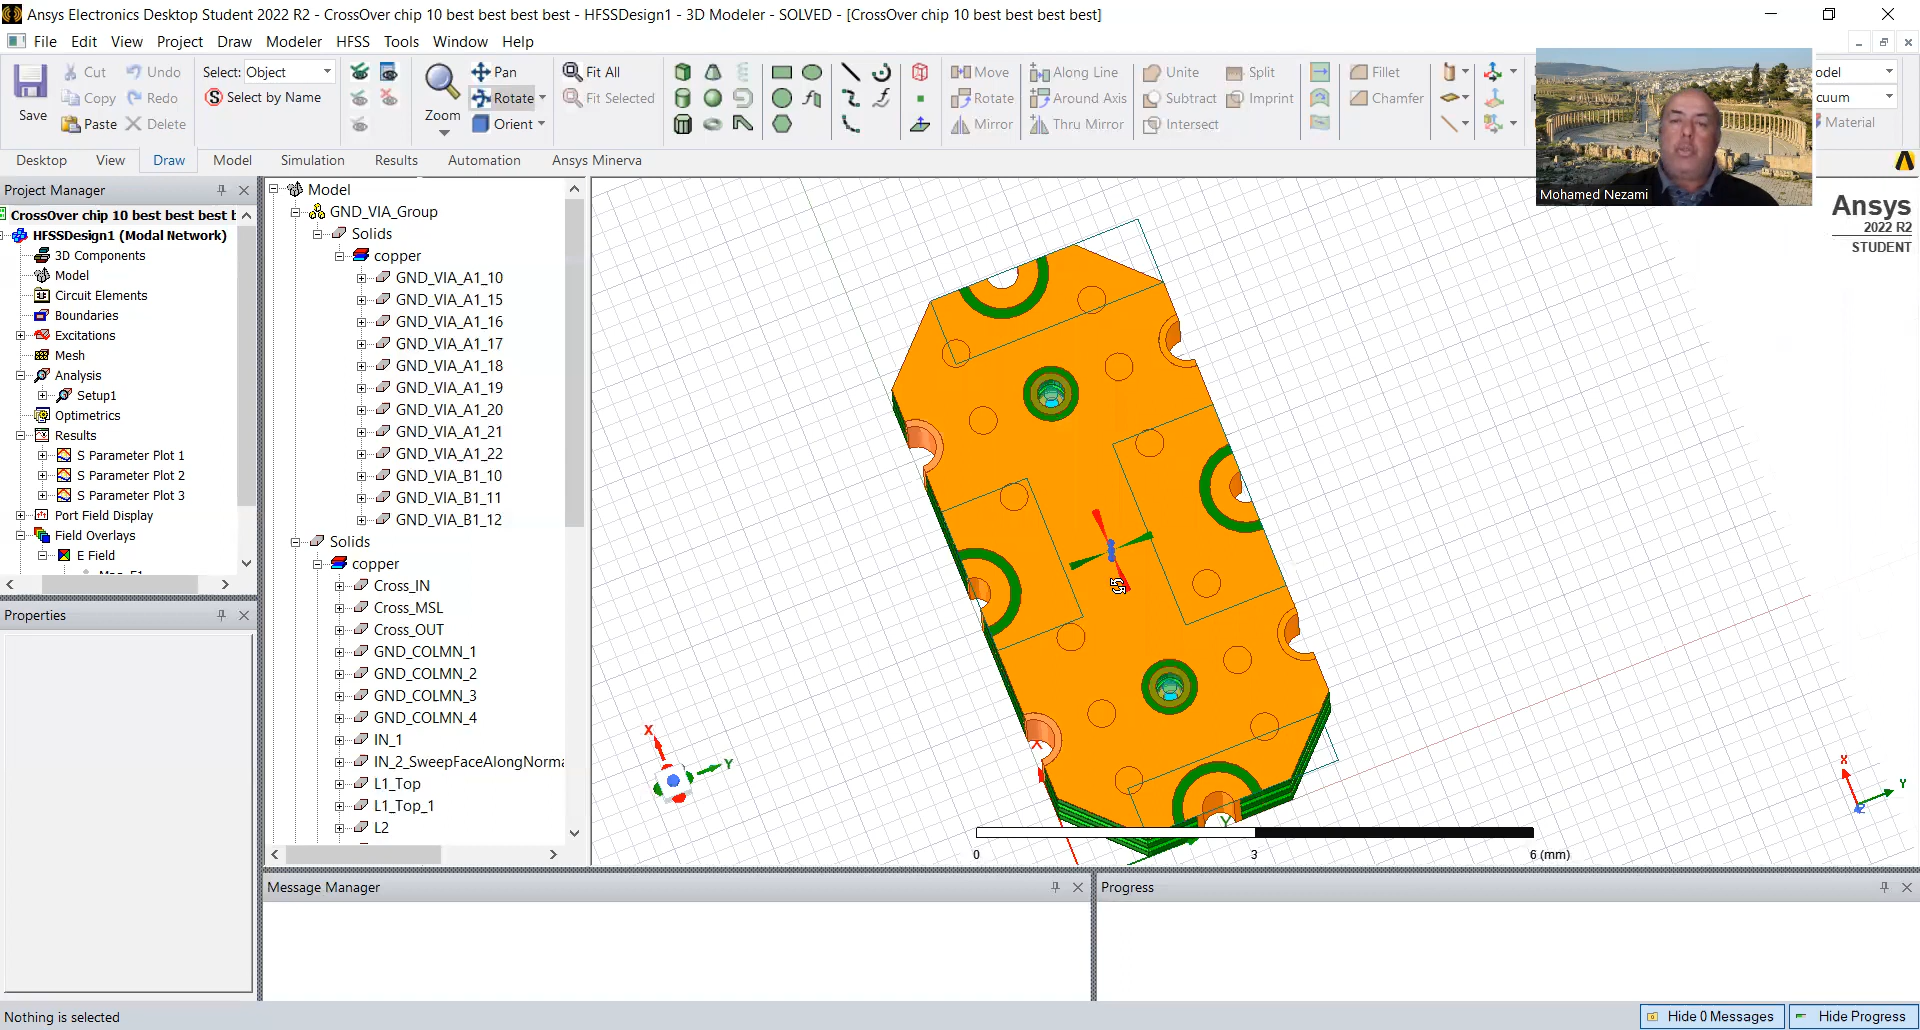 Ansys Electronics Desktop Student 2022 R2 - CrossOver chip 10 best best best best - HFSSDesign1 - 3D Modeler - SOLVED - [CrossOver chip 10 best best best best]
File Edit View Project Draw Modeler HFSS Tools Window Help
Save
Cut
Copy
Paste
Undo
Redo
Delete
Select: Object
Select by Name
Zoom
Pan
Rotate
Orient
Fit All
Fit Selected
Move
Rotate
Mirror
Along Line
Around Axis
Thru Mirror
Unite
Subtract
Intersect
Split
Imprint
Fillet
Chamfer
odel
cuum
Material
Desktop View Draw Model Simulation Results Automation Ansys Minerva
Mohamed Nezami
Ansys
2022 R2
STUDENT
Project Manager
CrossOver chip 10 best best best b
HFSSDesign1 (Modal Network)
3D Components
Model
Circuit Elements
Boundaries
Excitations
Mesh
Analysis
Setup1
Optimetrics
Results
S Parameter Plot 1
S Parameter Plot 2
S Parameter Plot 3
Port Field Display
Field Overlays
E Field
Properties
Model
GND_VIA_Group
Solids
copper
GND_VIA_A1_10
GND_VIA_A1_15
GND_VIA_A1_16
GND_VIA_A1_17
GND_VIA_A1_18
GND_VIA_A1_19
GND_VIA_A1_20
GND_VIA_A1_21
GND_VIA_A1_22
GND_VIA_B1_10
GND_VIA_B1_11
GND_VIA_B1_12
Solids
copper
Cross_IN
Cross_MSL
Cross_OUT
GND_COLMN_1
GND_COLMN_2
GND_COLMN_3
GND_COLMN_4
IN_1
IN_2_SweepFaceAlongNorma
L1_Top
L1_Top_1
L2
X
Y
X
Y
X
Y
Z
0 3 6 (mm)
Message Manager
Progress
Nothing is selected
Hide 0 Messages
Hide Progress